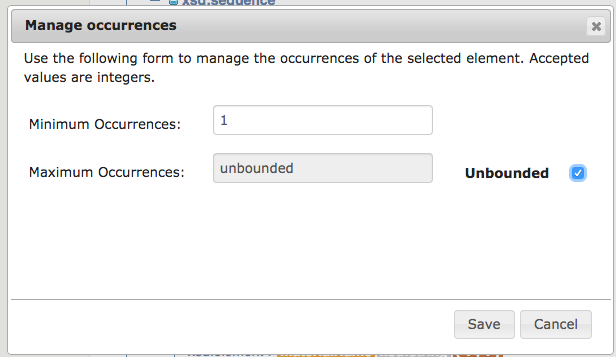 xsd:sequence
Manage occurrences
Use the following form to manage the occurrences of the selected element. Accepted
values are integers.
Minimum Occurrences: 1
Maximum Occurrences: unbounded Unbounded
Save Cancel